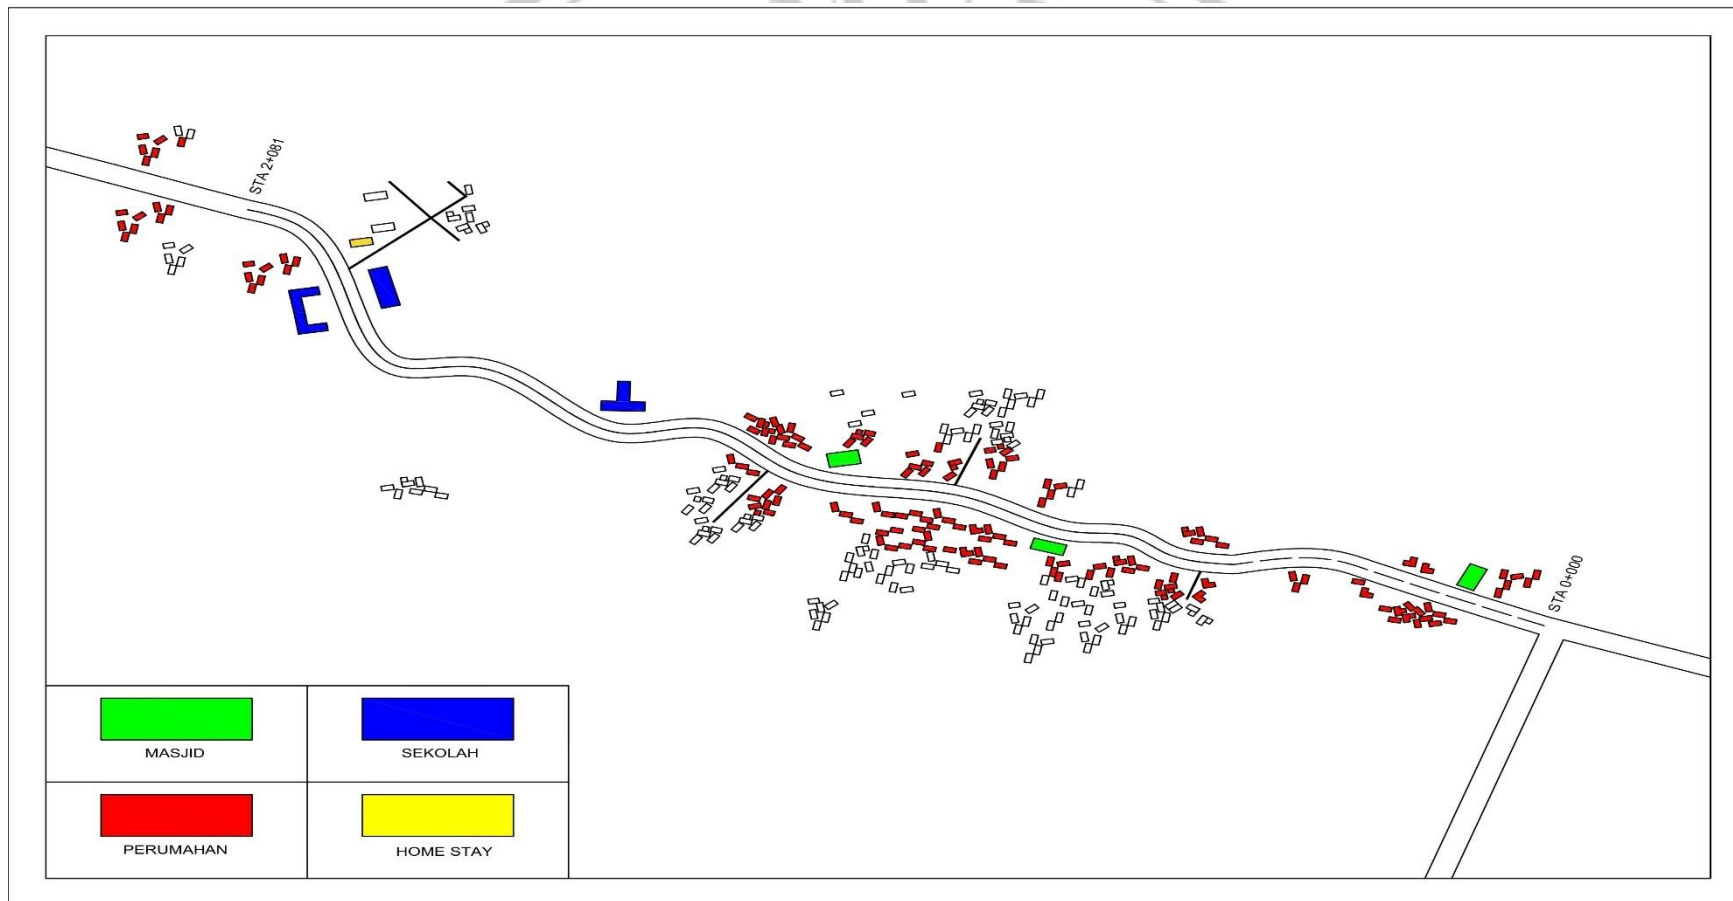 STA 2+081
STA 0+000
MASJID
SEKOLAH
PERUMAHAN
HOME STAY